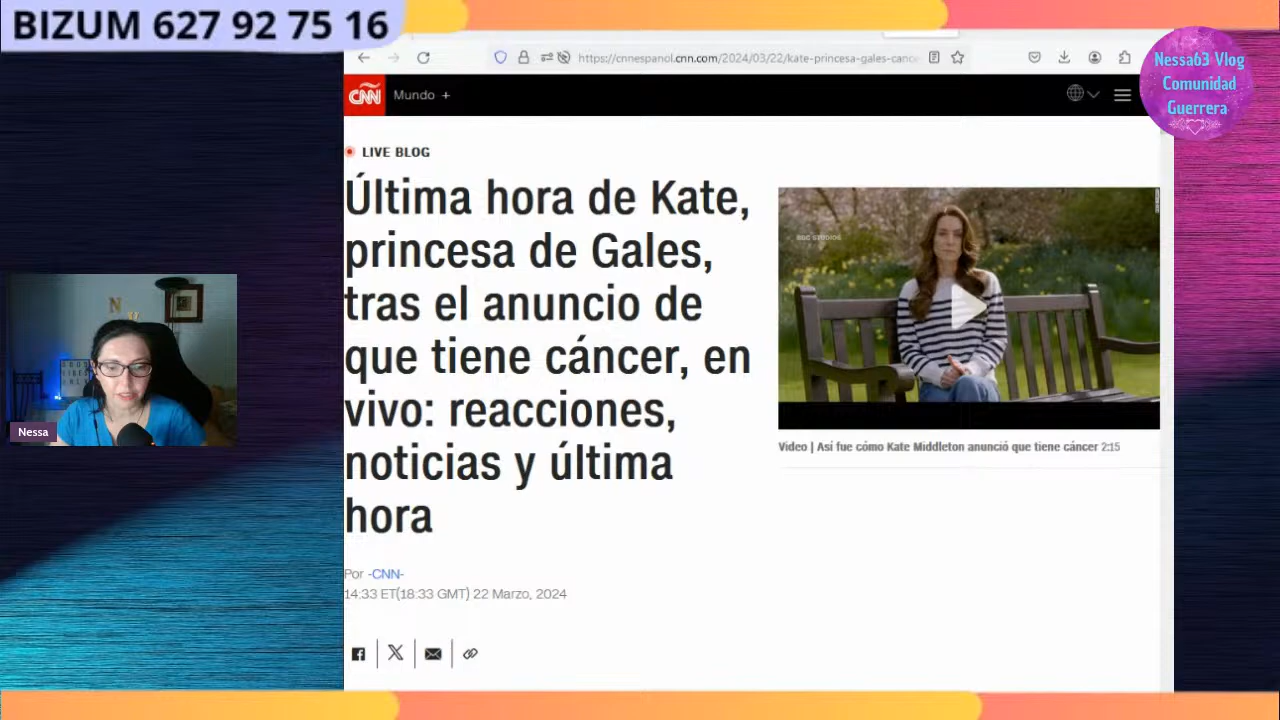 BIZUM 627 92 75 16
https://cnnespanol.cnn.com/2024/03/22/kate-princesa-gales-cance
Nessa63 Vlog
Comunidad
Guerrera
CNN
Mundo +
LIVE BLOG
Última hora de Kate,
princesa de Gales,
tras el anuncio de
que tiene cáncer, en
vivo: reacciones,
noticias y última
hora
BBC STUDIOS
Video | Así fue cómo Kate Middleton anunció que tiene cáncer 2:15
Nessa
Por -CNN-
14:33 ET(18:33 GMT) 22 Marzo, 2024